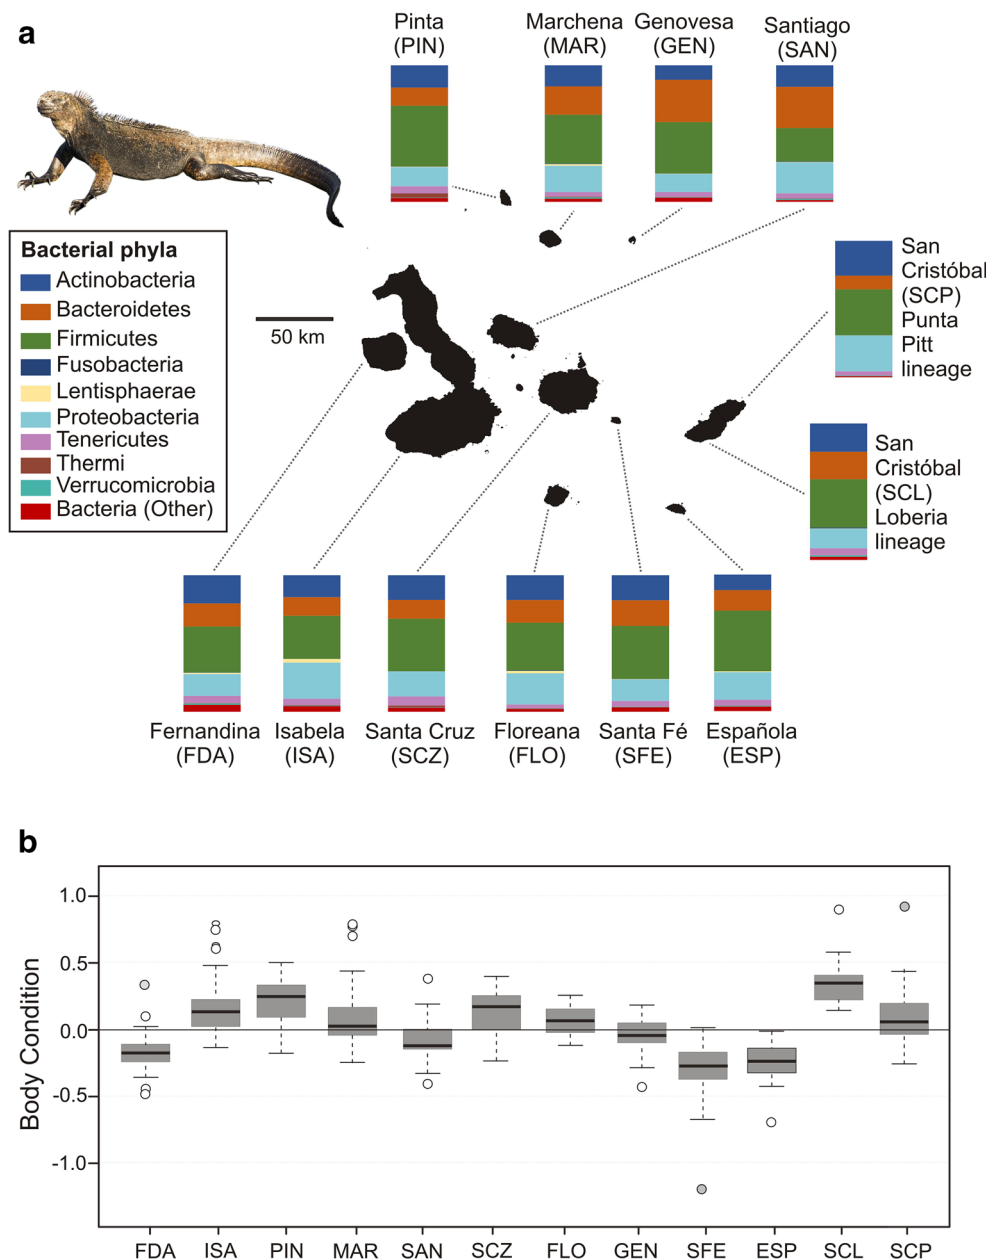 a
Pinta
(PIN)
Marchena
(MAR)
Genovesa
(GEN)
Santiago
(SAN)
Bacterial phyla
Actinobacteria
Bacteroidetes
Firmicutes
Fusobacteria
Lentisphaerae
Proteobacteria
Tenericutes
Thermi
Verrucomicrobia
Bacteria (Other)
50 km
San
Cristóbal
(SCP)
Punta
Pitt
lineage
San
Cristóbal
(SCL)
Loberia
lineage
Fernandina
(FDA)
Isabela
(ISA)
Santa Cruz
(SCZ)
Floreana
(FLO)
Santa Fé
(SFE)
Española
(ESP)
b
Body Condition
1.0
0.5
0.0
-0.5
-1.0
FDA ISA PIN MAR SAN SCZ FLO GEN SFE ESP SCL SCP